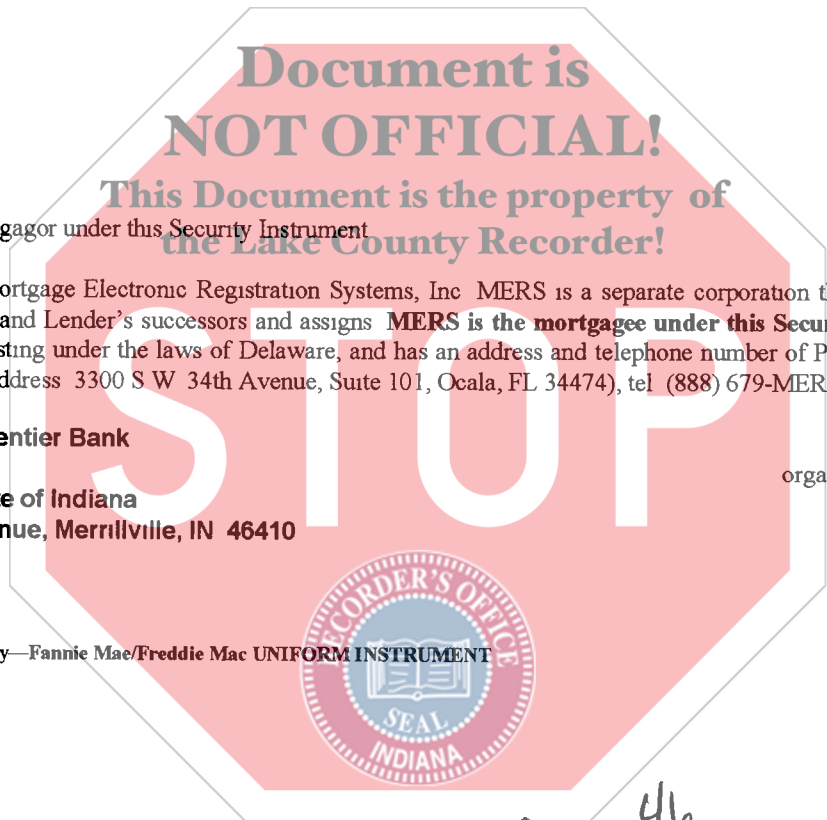 Document is
NOT OFFICIAL!
This Document is the property of
the Lake County Recorder!
gagor under this Security Instrument
ortgage Electronic Registration Systems, Inc MERS is a separate corporation t
and Lender's successors and assigns MERS is the mortgagee under this Secur
sting under the laws of Delaware, and has an address and telephone number of P
ddress 3300 S W 34th Avenue, Suite 101, Ocala, FL 34474), tel (888) 679-MER
STOP
entier Bank
orga
e of Indiana
nue, Merrillville, IN 46410
y—Fannie Mae/Freddie Mac UNIFORM INSTRUMENT
RECORDER'S OFFICE
SEAL
INDIANA